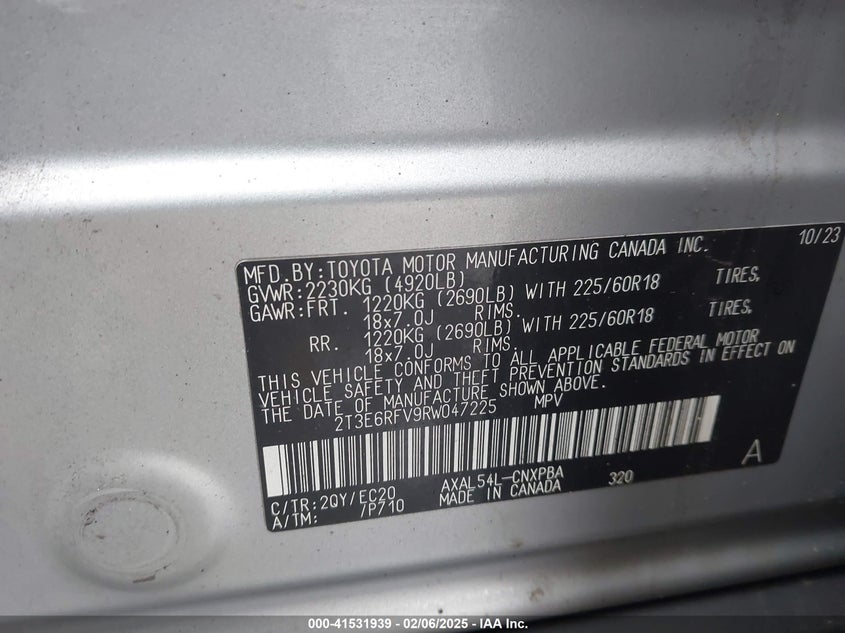 MFD. BY: TOYOTA MOTOR MANUFACTURING CANADA INC. 10/23
GVWR: 2230KG (4920LB)
GAWR: FRT. 1220KG (2690LB) WITH 225/60R18 TIRES,
18x7.0J RIMS.
RR. 1220KG (2690LB) WITH 225/60R18 TIRES,
18x7.0J RIMS.
THIS VEHICLE CONFORMS TO ALL APPLICABLE FEDERAL MOTOR
VEHICLE SAFETY AND THEFT PREVENTION STANDARDS IN EFFECT ON
THE DATE OF MANUFACTURE SHOWN ABOVE.
2T3E6RFV9RW047225 MPV
A
C/TR: 2QY/EC20 AXAL54L-CNXPBA 320
A/TM: /P710 MADE IN CANADA
000-41531939 | 02/06/2025 – IAA Inc.